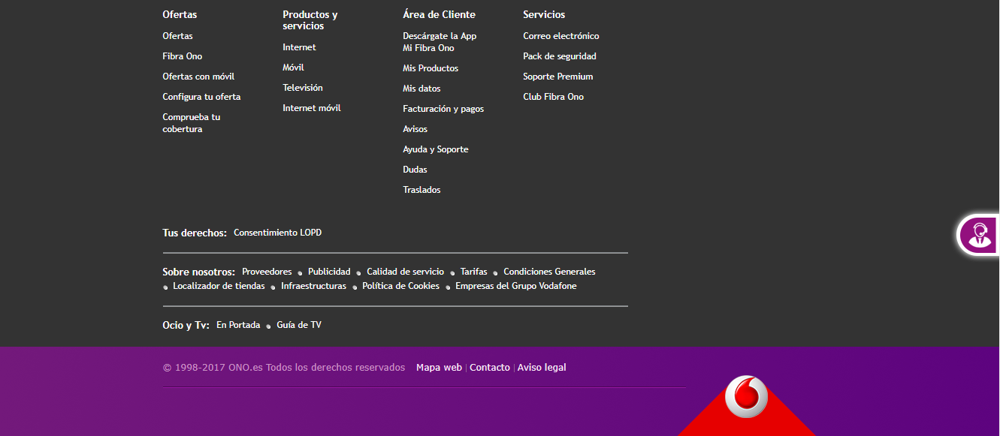 Ofertas
Ofertas
Fibra Ono
Ofertas con móvil
Configura tu oferta
Comprueba tu
cobertura
Productos y
servicios
Internet
Móvil
Televisión
Internet móvil
Área de Cliente
Descárgate la App
Mi Fibra Ono
Mis Productos
Mis datos
Facturación y pagos
Avisos
Ayuda y Soporte
Dudas
Traslados
Servicios
Correo electrónico
Pack de seguridad
Soporte Premium
Club Fibra Ono
Tus derechos: Consentimiento LOPD
Sobre nosotros: Proveedores • Publicidad • Calidad de servicio • Tarifas • Condiciones Generales
• Localizador de tiendas • Infraestructuras • Política de Cookies • Empresas del Grupo Vodafone
Ocio y Tv: En Portada • Guía de TV
© 1998-2017 ONO.es Todos los derechos reservados Mapa web | Contacto | Aviso legal